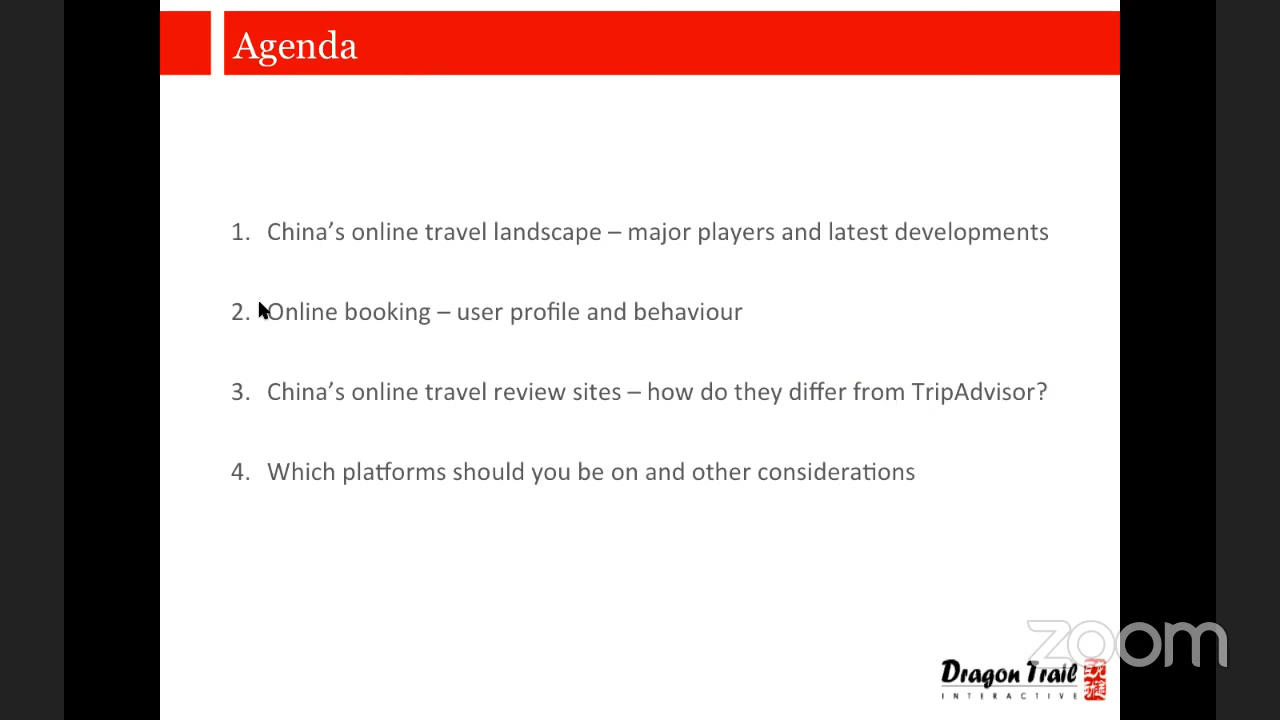 Agenda
1. China’s online travel landscape – major players and latest developments
2. Online booking – user profile and behaviour
3. China’s online travel review sites – how do they differ from TripAdvisor?
4. Which platforms should you be on and other considerations
zoom
Dragon Trail
INTERACTIVE